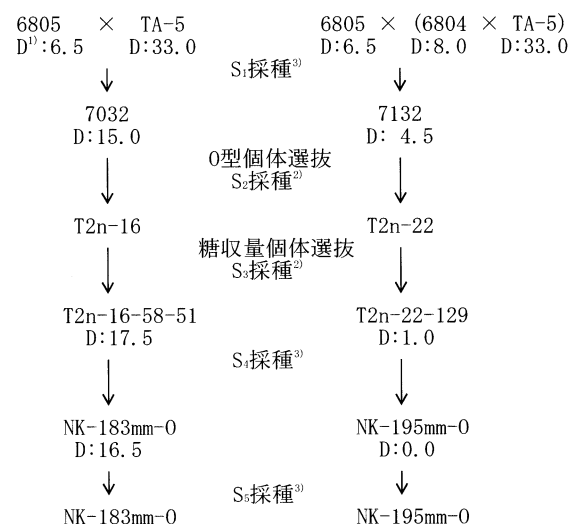 6805 × TA-5
D¹⁾:6.5 D:33.0
6805 × (6804 × TA-5)
D:6.5 D:8.0 D:33.0
S₁採種³⁾
7032
D:15.0
7132
D: 4.5
O型個体選抜
S₂採種²⁾
T2n-16
T2n-22
糖収量個体選抜
S₃採種²⁾
T2n-16-58-51
D:17.5
T2n-22-129
D:1.0
S₄採種³⁾
NK-183mm-O
D:16.5
NK-195mm-O
D:0.0
S₅採種³⁾
NK-183mm-O
NK-195mm-O